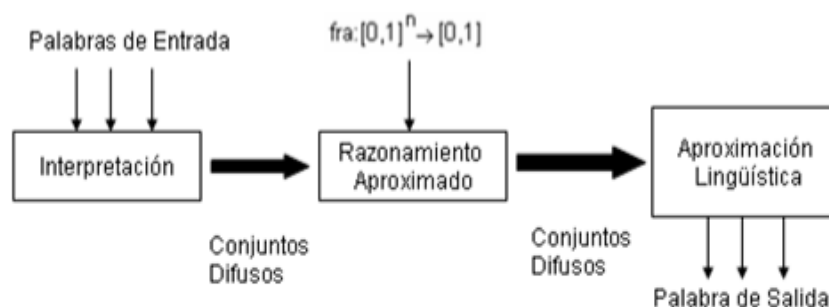 Palabras de Entrada
fra:[0,1]ⁿ→[0,1]
Interpretación
Razonamiento
Aproximado
Aproximación
Lingüística
Conjuntos
Difusos
Conjuntos
Difusos
Palabra de Salida